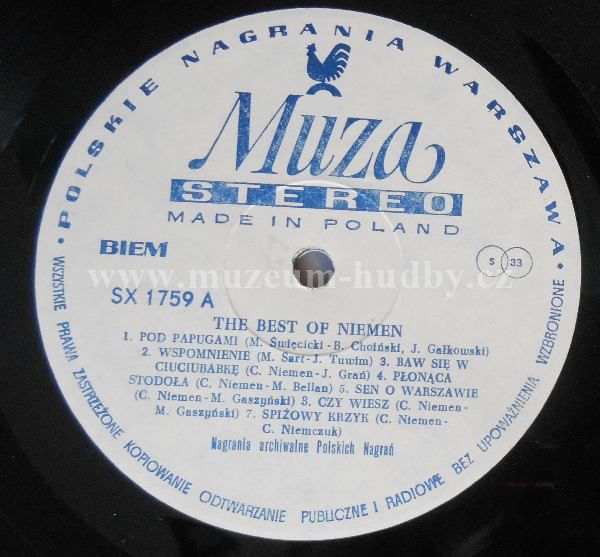 • POLSKIE NAGRANIA WARSZAWA •
Muza
STEREO
MADE IN POLAND
BIEM
S 33
www.muzeum-hudby.cz
SX 1759 A
THE BEST OF NIEMEN
1. POD PAPUGAMI (M. Święcicki - B. Choiński, J. Gałkowski)
2. WSPOMNIENIE (M. Sart - J. Tuwim) 3. BAW SIĘ W
CIUCIUBABKĘ (C. Niemen - J. Grań) 4. PŁONĄCA
STODOŁA (C. Niemen - M. Bellan) 5. SEN O WARSZAWIE
(C. Niemen - M. Gaszyński) 3. CZY WIESZ (C. Niemen -
M. Gaszyński) 7. SPIŻOWY KRZYK (C. Niemen -
C. Niemczuk)
Nagrania archiwalne Polskich Nagrań
WSZYSTKIE PRAWA ZASTRZEŻONE KOPIOWANIE ODTWARZANIE PUBLICZNE I RADIOWE BEZ UPOWAŻNIENIA WZBRONIONE